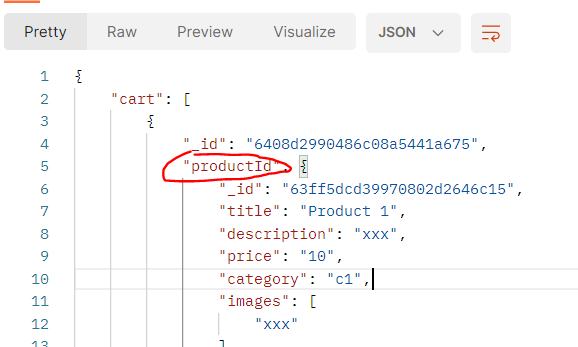 Pretty Raw Preview Visualize JSON
1 {
2 "cart": [
3 {
4 "_id": "6408d2990486c08a5441a675",
5 "productId": {
6 "_id": "63ff5dcd39970802d2646c15",
7 "title": "Product 1",
8 "description": "xxx",
9 "price": "10",
10 "category": "c1",
11 "images": [
12 "xxx"
13 ]